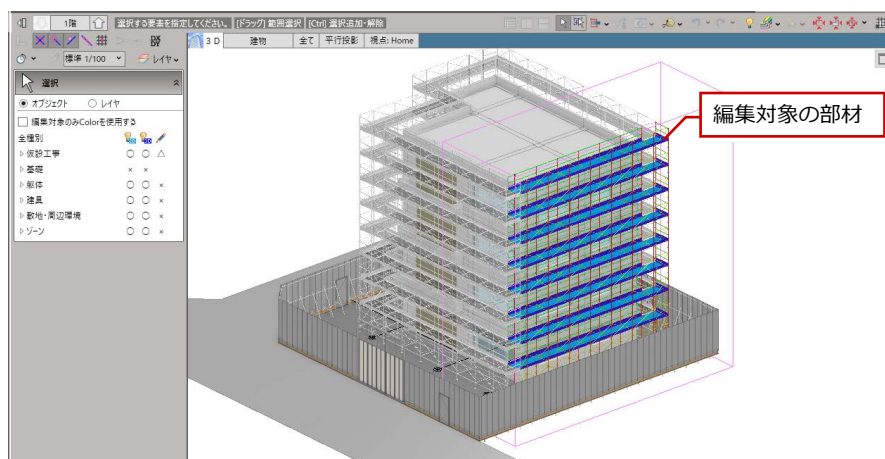 1階 選択する要素を指定してください。 [ドラッグ] 範囲選択 [Ctrl] 選択追加・解除
3 D 建物 全て 平行投影 視点: Home
標準 1/100 レイヤ
選択
オブジェクト レイヤ
編集対象のみColorを使用する
全種別
仮設工事 ○ ○ △
基礎 × ×
躯体 ○ ○ ×
建具 ○ ○ ×
敷地・周辺環境 ○ ○ ×
ゾーン ○ ○ ×
編集対象の部材